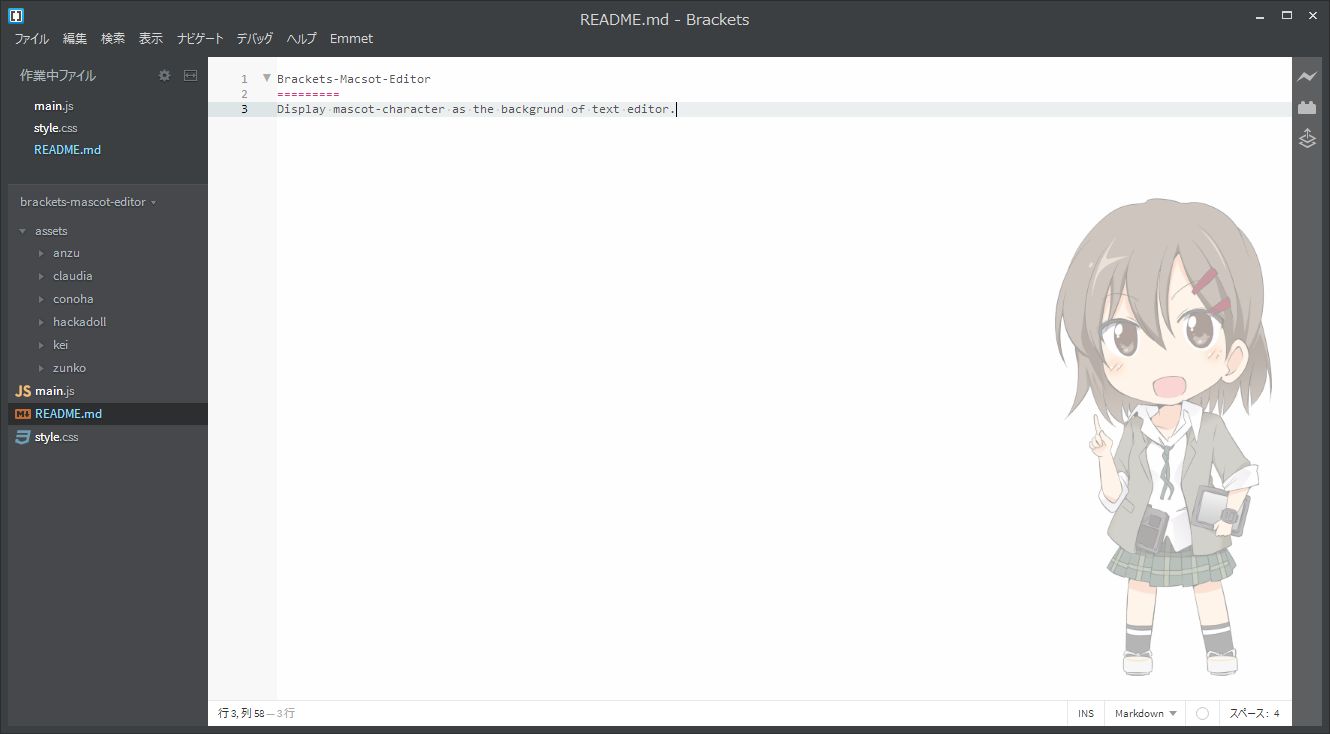 README.md - Brackets
ファイル 編集 検索 表示 ナビゲート デバッグ ヘルプ Emmet
作業中ファイル
main.js
style.css
README.md
brackets-mascot-editor
assets
anzu
claudia
conoha
hackadoll
kei
zunko
JS main.js
M↓ README.md
style.css
1 Brackets-Macsot-Editor
2 =========
3 Display·mascot-character·as·the·backgrund·of·text·editor.
行 3, 列 58 — 3 行
INS Markdown スペース: 4